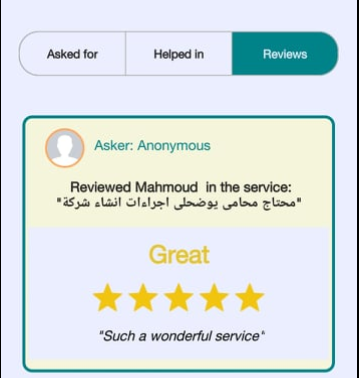 Asked for
Helped in
Reviews
Asker: Anonymous
Reviewed Mahmoud in the service:
"محتاج محامى يوضحلى اجراءات انشاء شركة"
Great
"Such a wonderful service"